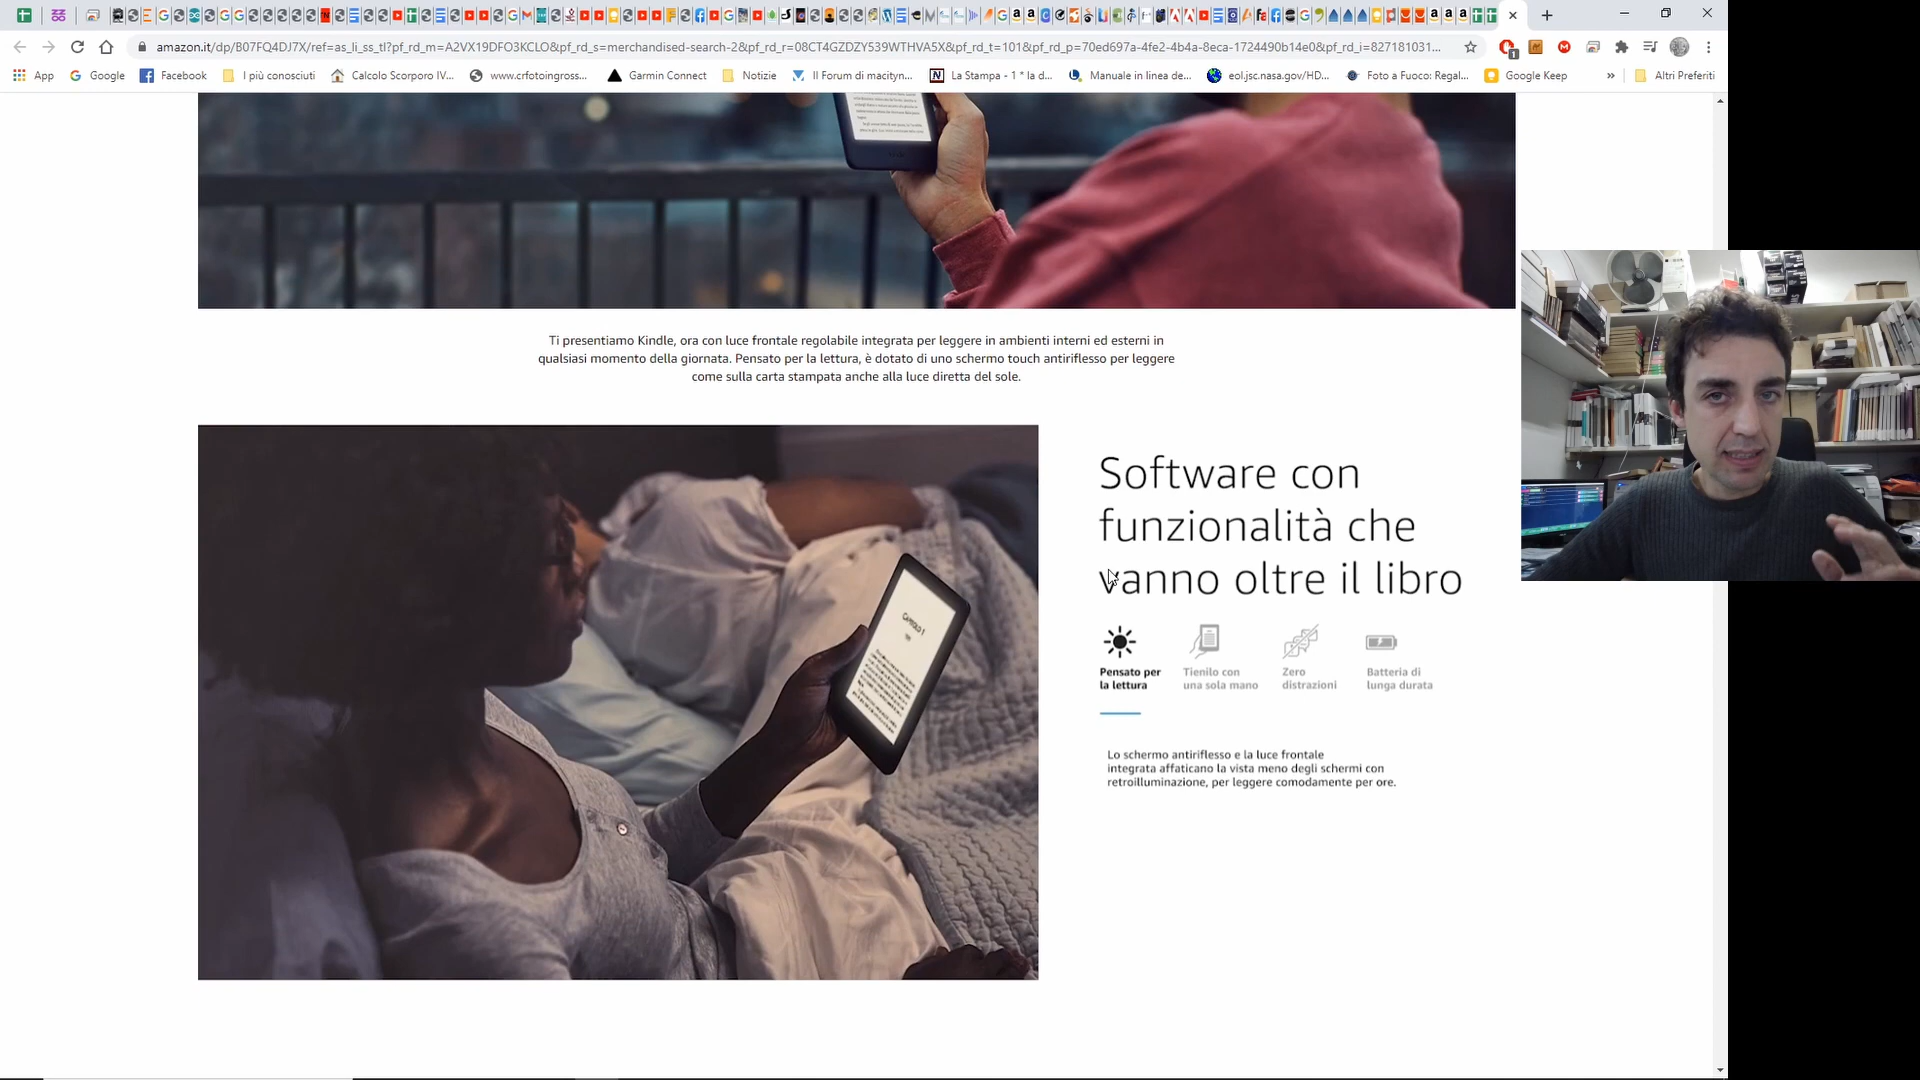 amazon.it/dp/B07FQ4DJ7X/ref=as_li_ss_tl?pf_rd_m=A2VX19DFO3KCLO&pf_rd_s=merchandised-search-2&pf_rd_r=08CT4GZDZY539WTHVA5X&pf_rd_t=101&pf_rd_p=70ed697a-4fe2-4b4a-8eca-1724490b14e0&pf_rd_i=827181031...
App Google Facebook I più conosciuti Calcolo Scorporo IV... www.crfotoingross... Garmin Connect Notizie Il Forum di macityn... La Stampa - 1 * la d... Manuale in linea de... eol.jsc.nasa.gov/HD... Foto a Fuoco: Regal... Google Keep » Altri Preferiti
Ti presentiamo Kindle, ora con luce frontale regolabile integrata per leggere in ambienti interni ed esterni in
qualsiasi momento della giornata. Pensato per la lettura, è dotato di uno schermo touch antiriflesso per leggere
come sulla carta stampata anche alla luce diretta del sole.
Software con
funzionalità che
vanno oltre il libro
Pensato per
la lettura
Tienilo con
una sola mano
Zero
distrazioni
Batteria di
lunga durata
Lo schermo antiriflesso e la luce frontale
integrata affaticano la vista meno degli schermi con
retroilluminazione, per leggere comodamente per ore.
CAPITOLO 1